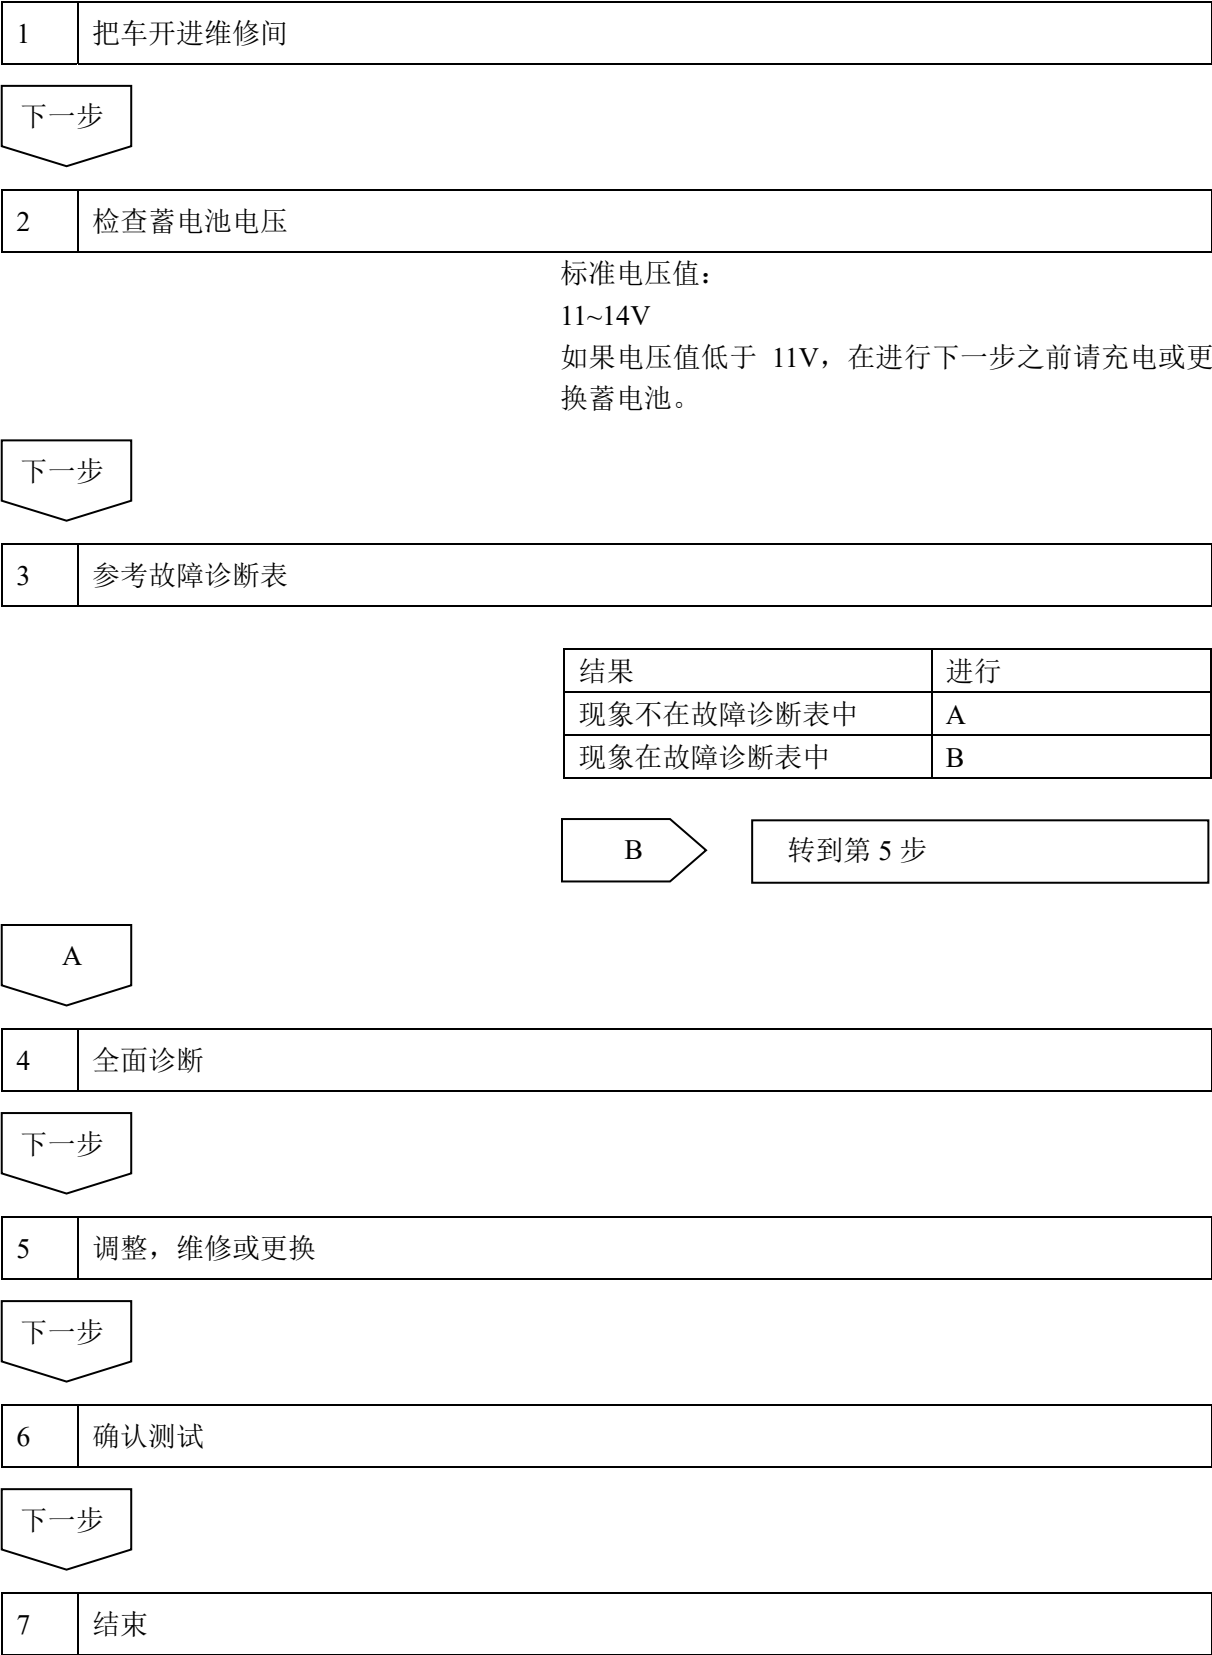 1 把车开进维修间
下一步
2 检查蓄电池电压
标准电压值：
11~14V
如果电压值低于 11V，在进行下一步之前请充电或更
换蓄电池。
下一步
3 参考故障诊断表
结果 进行
现象不在故障诊断表中 A
现象在故障诊断表中 B
B 转到第 5 步
A
4 全面诊断
下一步
5 调整，维修或更换
下一步
6 确认测试
下一步
7 结束